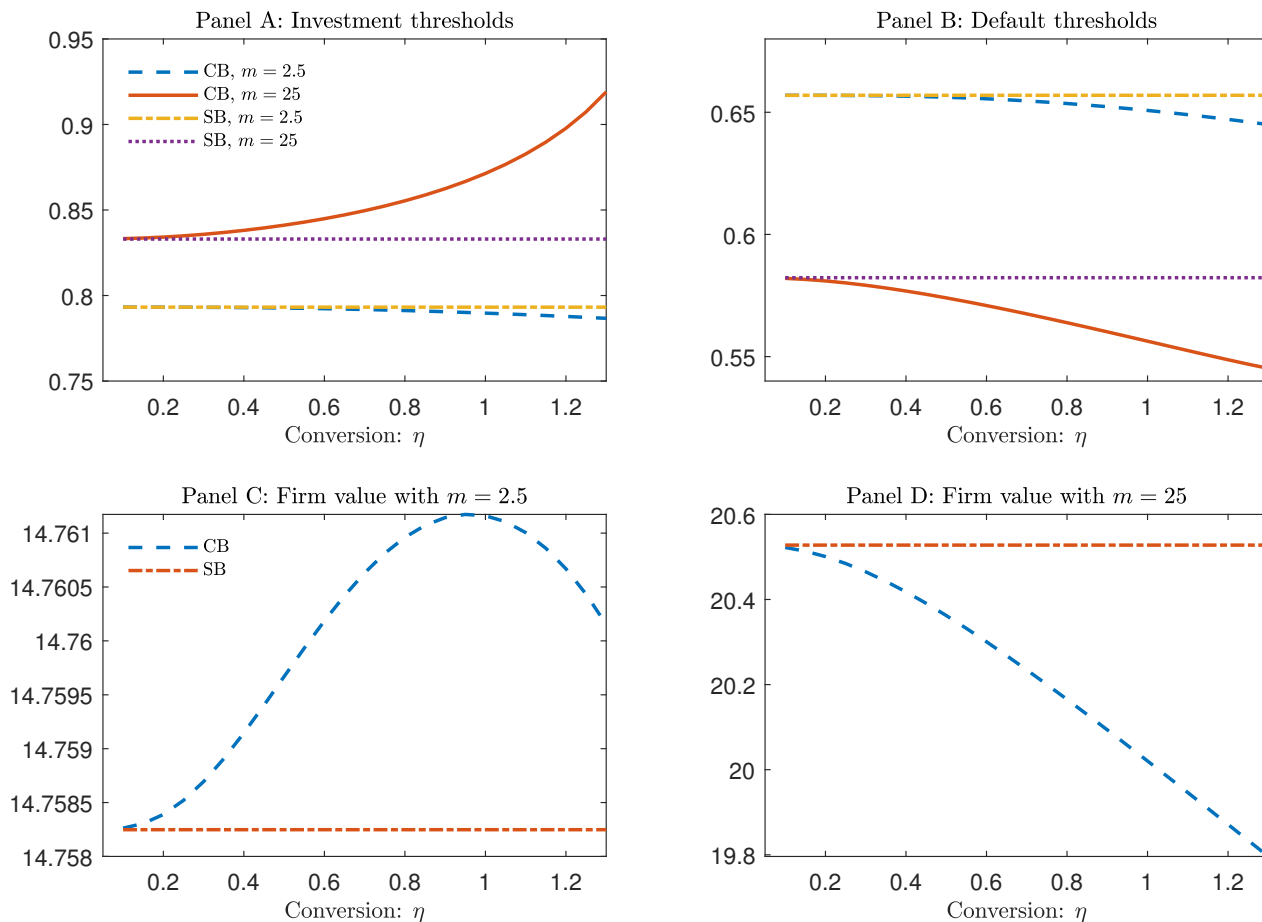 Panel A: Investment thresholds
0.95
0.9
0.85
0.8
0.75
CB, m = 2.5
CB, m = 25
SB, m = 2.5
SB, m = 25
0.2 0.4 0.6 0.8 1 1.2
Conversion: η
Panel B: Default thresholds
0.65
0.6
0.55
0.2 0.4 0.6 0.8 1 1.2
Conversion: η
Panel C: Firm value with m = 2.5
14.761
14.7605
14.76
14.7595
14.759
14.7585
14.758
CB
SB
0.2 0.4 0.6 0.8 1 1.2
Conversion: η
Panel D: Firm value with m = 25
20.6
20.4
20.2
20
19.8
0.2 0.4 0.6 0.8 1 1.2
Conversion: η